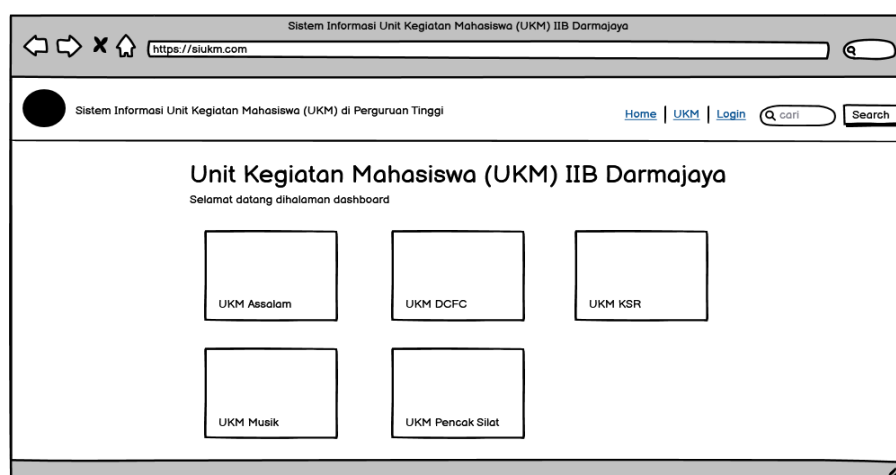 Sistem Informasi Unit Kegiatan Mahasiswa (UKM) IIB Darmajaya
https://siukm.com
Sistem Informasi Unit Kegiatan Mahasiswa (UKM) di Perguruan Tinggi
Home | UKM | Login cari Search
Unit Kegiatan Mahasiswa (UKM) IIB Darmajaya
Selamat datang dihalaman dashboard
UKM Assalam UKM DCFC UKM KSR
UKM Musik UKM Pencak Silat